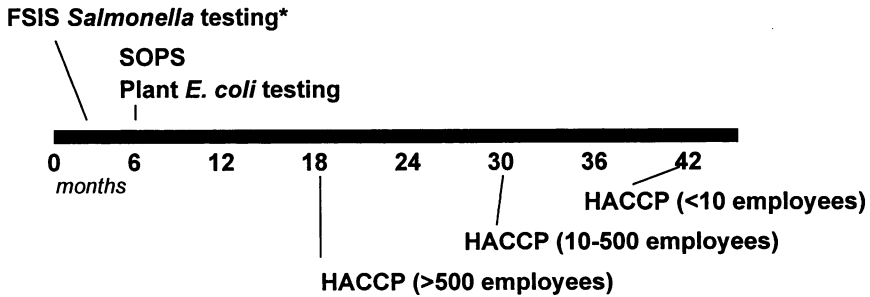 FSIS Salmonella testing*
SOPS
Plant E. coli testing
0 6 12 18 24 30 36 42
months
HACCP (<10 employees)
HACCP (10-500 employees)
HACCP (>500 employees)